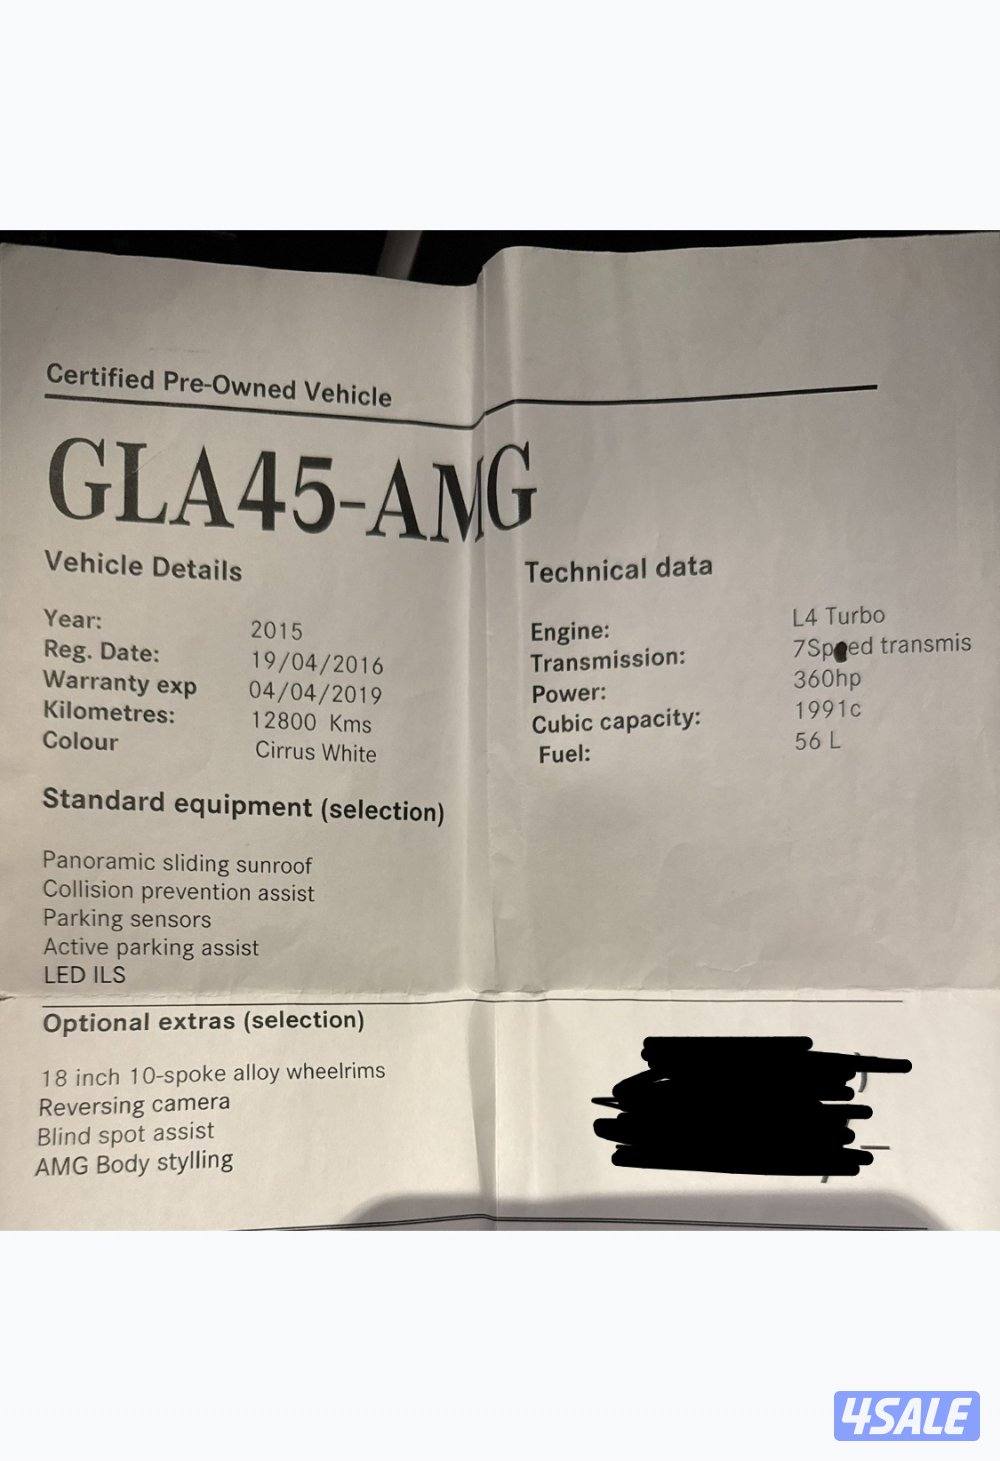 Certified Pre-Owned Vehicle
GLA45-AMG
Vehicle Details
Year: 2015
Reg. Date: 19/04/2016
Warranty exp 04/04/2019
Kilometres: 12800 Kms
Colour Cirrus White
Technical data
Engine: L4 Turbo
Transmission: 7Speed transmis
Power: 360hp
Cubic capacity: 1991c
Fuel: 56 L
Standard equipment (selection)
Panoramic sliding sunroof
Collision prevention assist
Parking sensors
Active parking assist
LED ILS
Optional extras (selection)
18 inch 10-spoke alloy wheelrims
Reversing camera
Blind spot assist
AMG Body stylling
4SALE